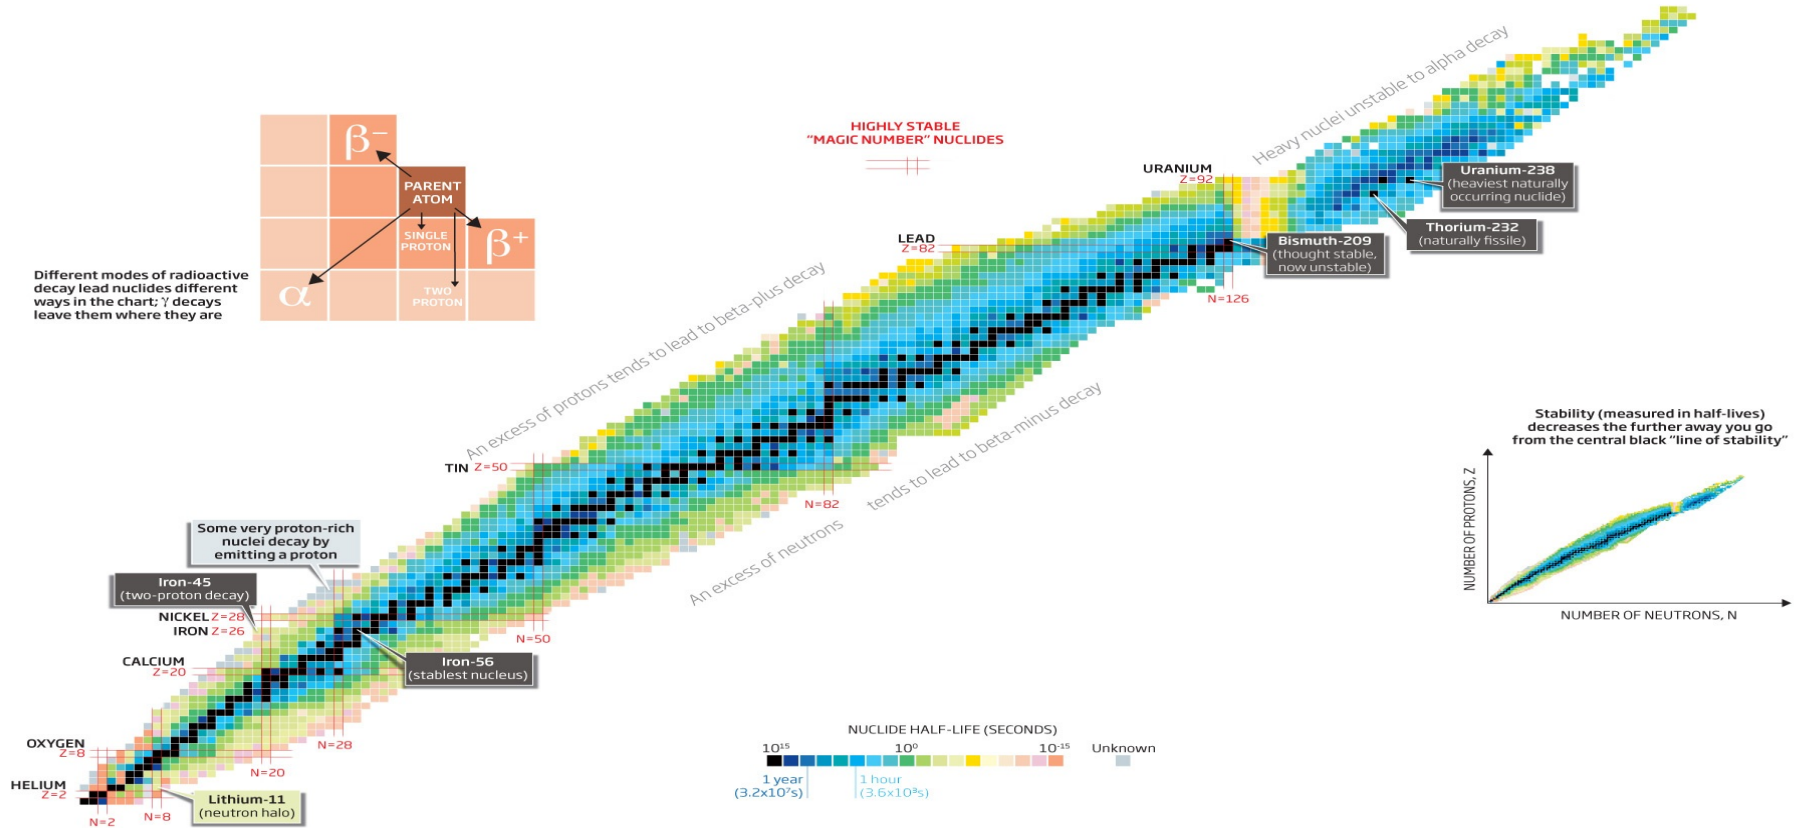 HIGHLY STABLE
“MAGIC NUMBER” NUCLIDES
Heavy nuclei unstable to alpha decay
β−
PARENT
ATOM
SINGLE
PROTON
β+
α
TWO
PROTON
Different modes of radioactive
decay lead nuclides different
ways in the chart; γ decays
leave them where they are
URANIUM
Z=92
Uranium-238
(heaviest naturally
occurring nuclide)
Thorium-232
(naturally fissile)
LEAD
Z=82
Bismuth-209
(thought stable,
now unstable)
N=126
An excess of protons tends to lead to beta-plus decay
An excess of neutrons tends to lead to beta-minus decay
TIN Z=50
N=82
Some very proton-rich
nuclei decay by
emitting a proton
Iron-45
(two-proton decay)
NICKEL Z=28
IRON Z=26
N=50
CALCIUM
Z=20
Iron-56
(stablest nucleus)
OXYGEN
Z=8
N=28
N=20
HELIUM
Z=2
Lithium-11
(neutron halo)
N=2
N=8
Stability (measured in half-lives)
decreases the further away you go
from the central black “line of stability”
NUMBER OF PROTONS, Z
NUMBER OF NEUTRONS, N
NUCLIDE HALF-LIFE (SECONDS)
10¹⁵
10⁰
10⁻¹⁵
Unknown
1 year
(3.2x10⁷s)
1 hour
(3.6x10³s)